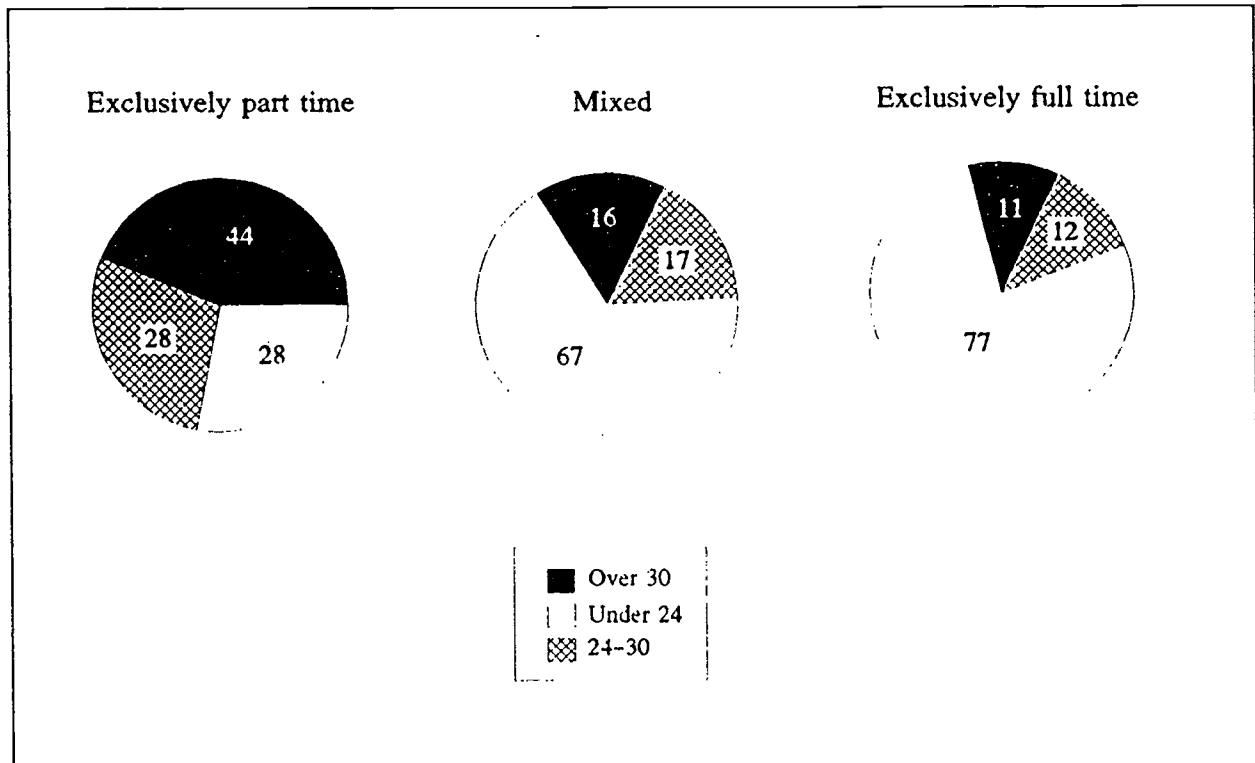 Exclusively part time
Mixed
Exclusively full time
44
28
28
16
17
67
11
12
77
Over 30
Under 24
24-30